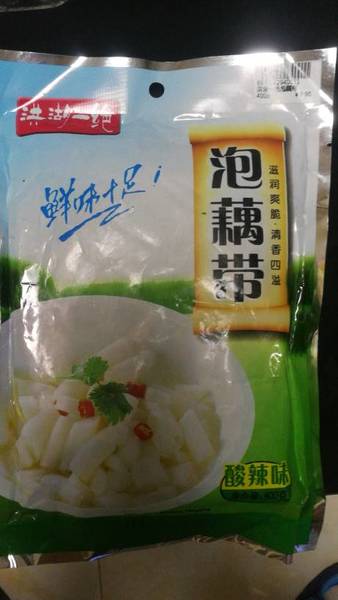 洪湖一绝
鲜味十足!
泡藕带
滋润爽脆·清香四溢
酸辣味
400g